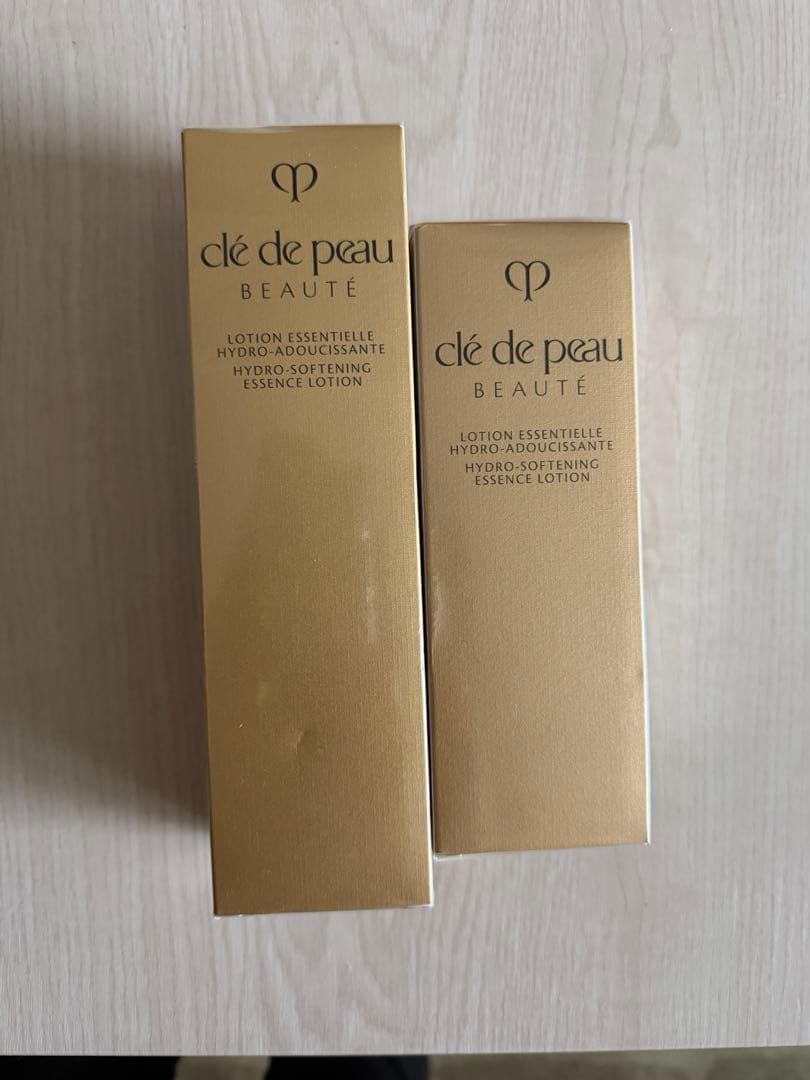 clé de peau
BEAUTÉ
LOTION ESSENTIELLE
HYDRO-ADOUCISSANTE
HYDRO-SOFTENING
ESSENCE LOTION
clé de peau
BEAUTÉ
LOTION ESSENTIELLE
HYDRO-ADOUCISSANTE
HYDRO-SOFTENING
ESSENCE LOTION